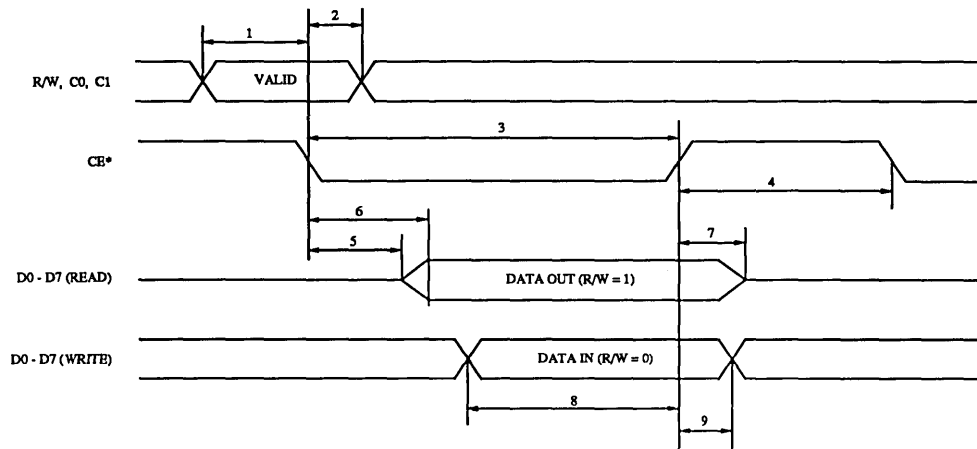 1
2
R/W, C0, C1
VALID
3
CE*
4
6
5
7
D0 - D7 (READ)
DATA OUT (R/W = 1)
D0 - D7 (WRITE)
DATA IN (R/W = 0)
8
9